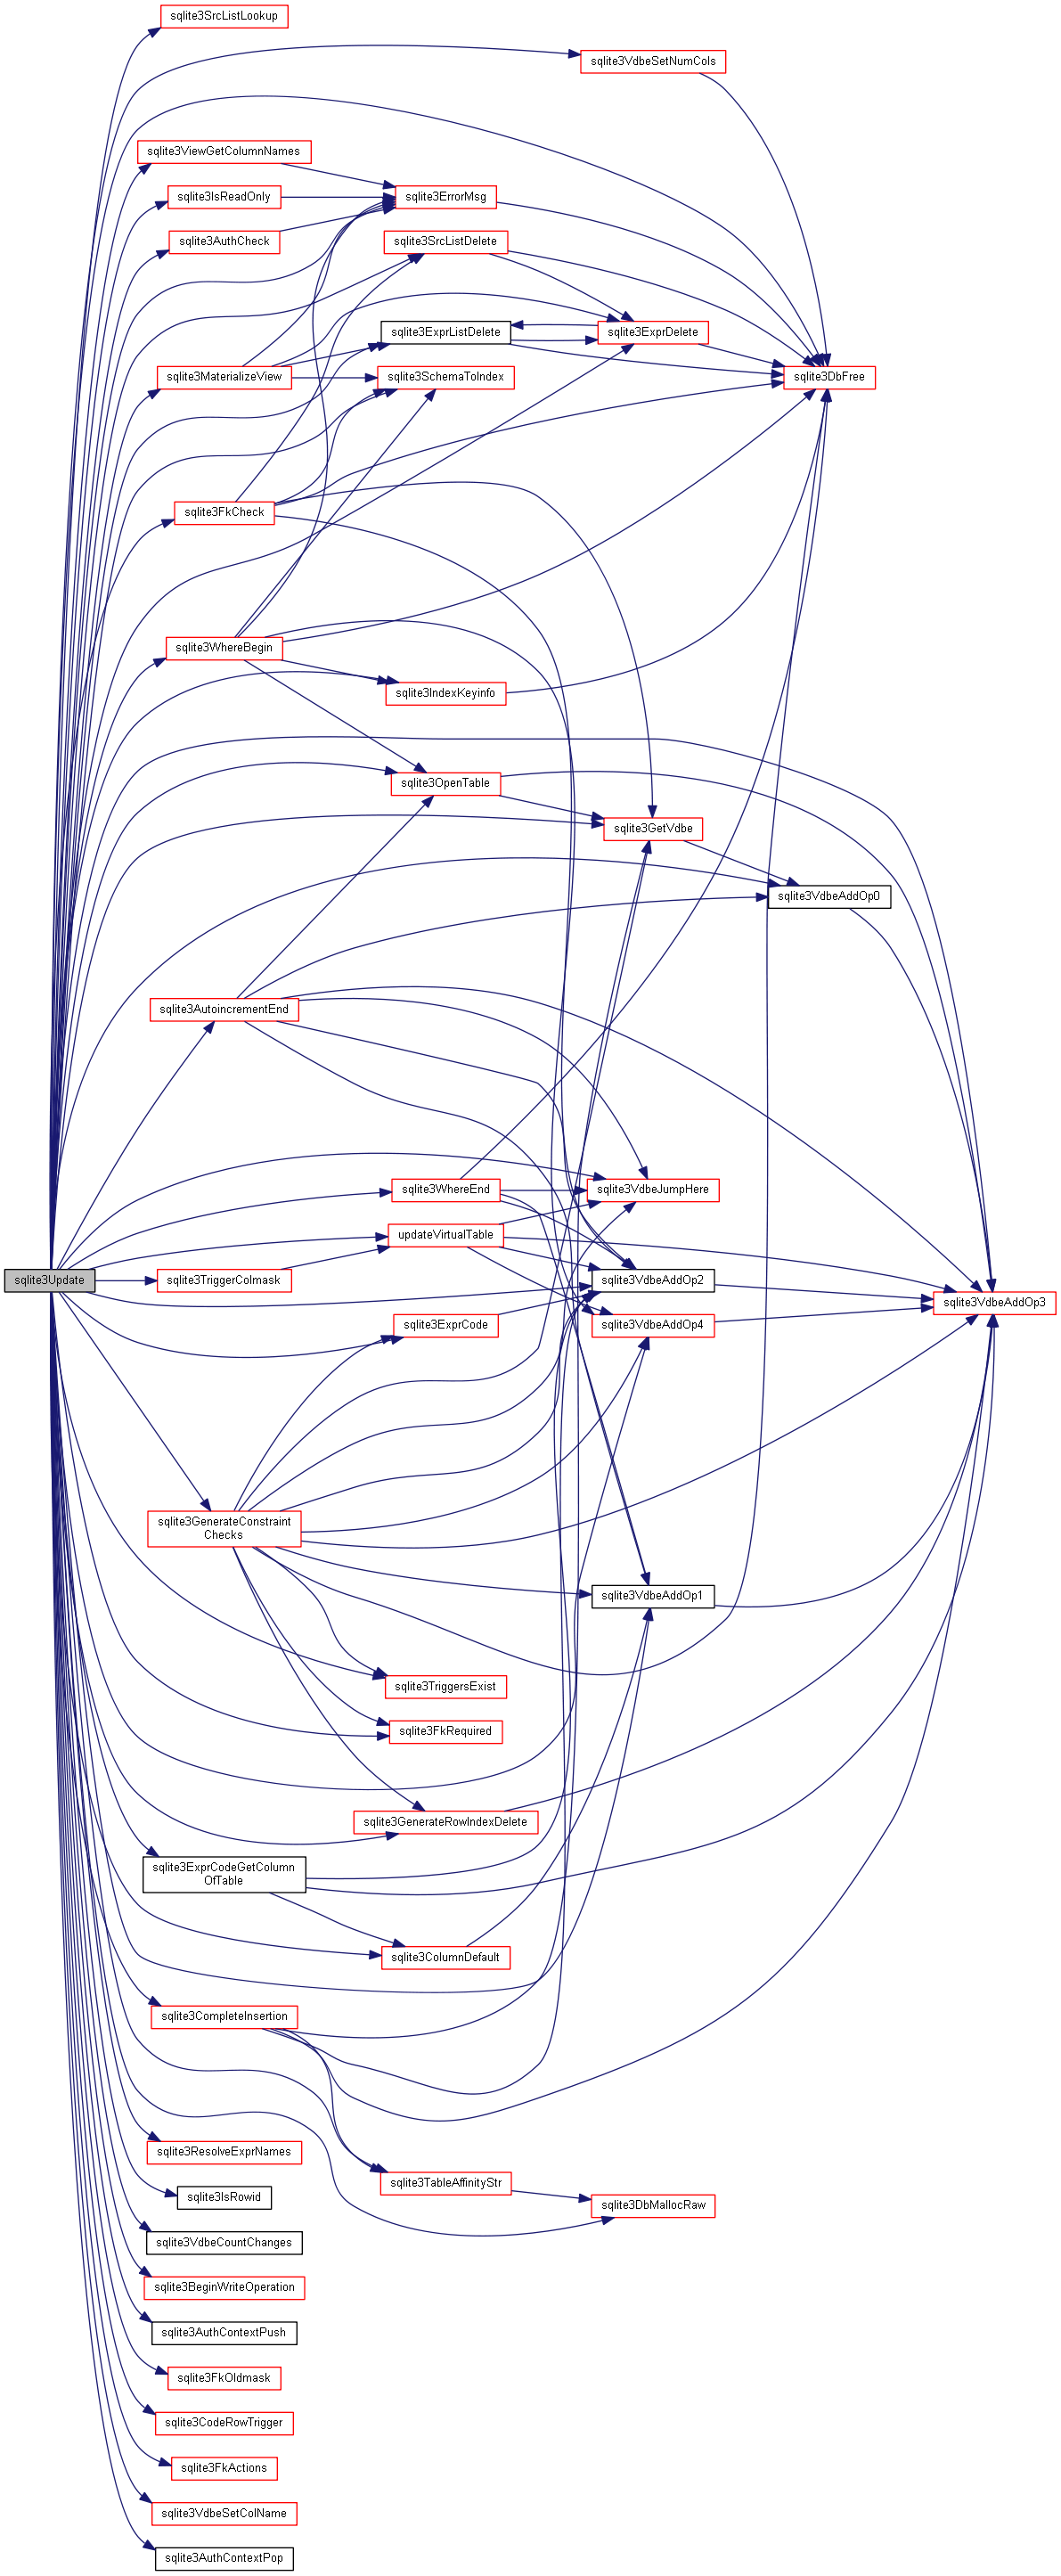 sqlite3SrcListLookup
sqlite3VdbeSetNumCols
sqlite3ViewGetColumnNames
sqlite3IsReadOnly
sqlite3ErrorMsg
sqlite3AuthCheck
sqlite3SrcListDelete
sqlite3ExprListDelete
sqlite3ExprDelete
sqlite3MaterializeView
sqlite3SchemaToIndex
sqlite3DbFree
sqlite3FkCheck
sqlite3WhereBegin
sqlite3IndexKeyinfo
sqlite3OpenTable
sqlite3GetVdbe
sqlite3VdbeAddOp0
sqlite3AutoincrementEnd
sqlite3WhereEnd
sqlite3VdbeJumpHere
updateVirtualTable
sqlite3Update
sqlite3TriggerColmask
sqlite3VdbeAddOp2
sqlite3VdbeAddOp3
sqlite3ExprCode
sqlite3VdbeAddOp4
sqlite3GenerateConstraint
Checks
sqlite3VdbeAddOp1
sqlite3TriggersExist
sqlite3FkRequired
sqlite3GenerateRowIndexDelete
sqlite3ExprCodeGetColumn
OfTable
sqlite3ColumnDefault
sqlite3CompleteInsertion
sqlite3ResolveExprNames
sqlite3TableAffinityStr
sqlite3IsRowid
sqlite3DbMallocRaw
sqlite3VdbeCountChanges
sqlite3BeginWriteOperation
sqlite3AuthContextPush
sqlite3FkOldmask
sqlite3CodeRowTrigger
sqlite3FkActions
sqlite3VdbeSetColName
sqlite3AuthContextPop